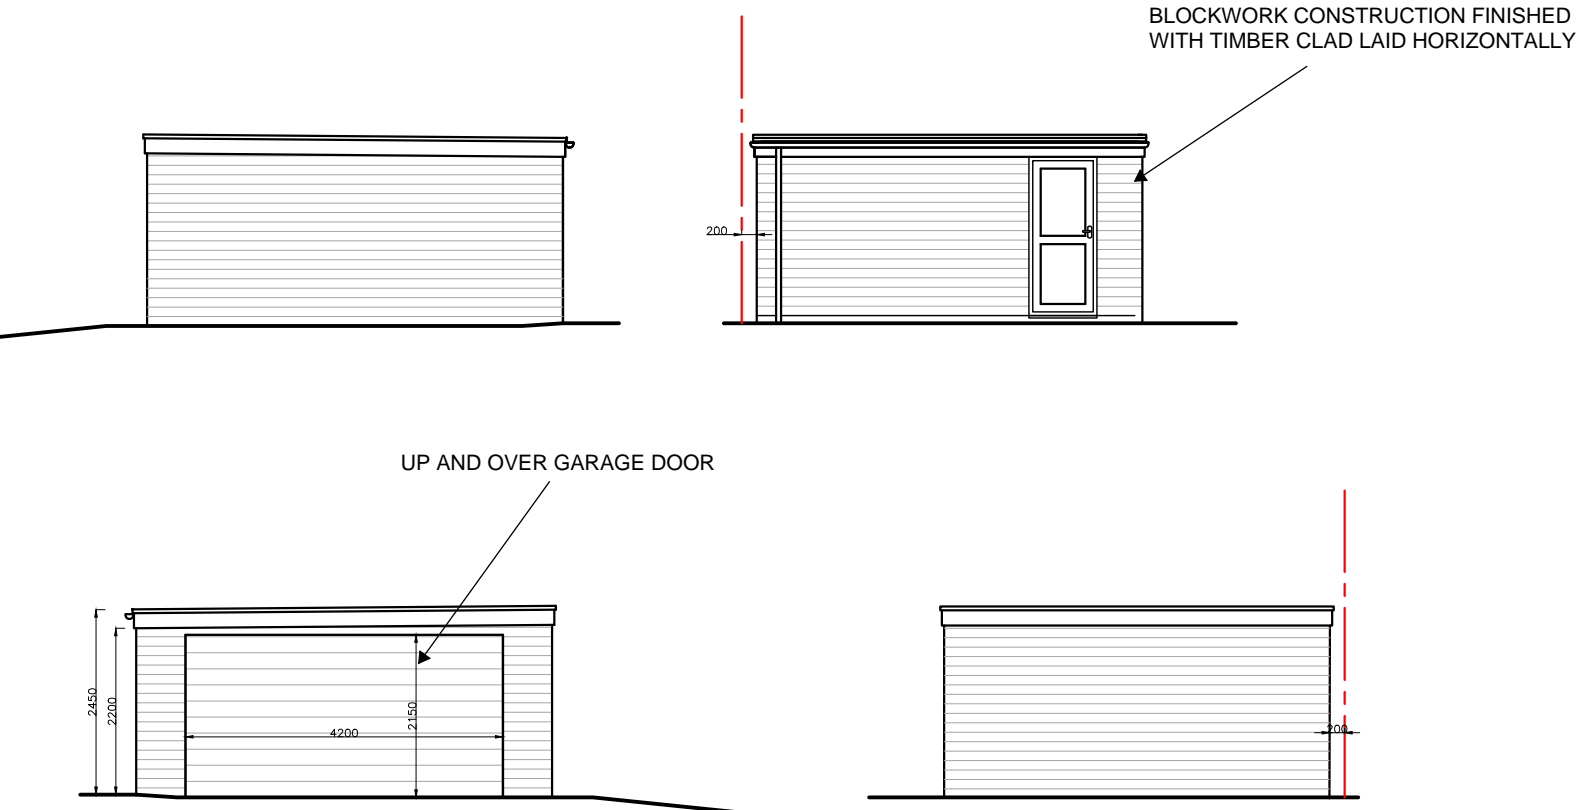 BLOCKWORK CONSTRUCTION FINISHED
WITH TIMBER CLAD LAID HORIZONTALLY
200
UP AND OVER GARAGE DOOR
2450
2200
4200
2150
200